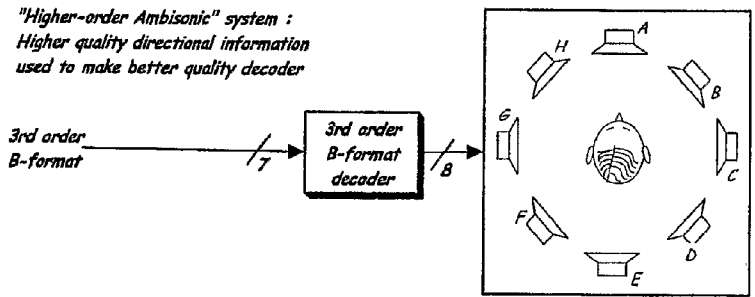 "Higher-order Ambisonic" system :
Higher quality directional information
used to make better quality decoder
3rd order
B-format
7
3rd order
B-format
decoder
8
A
B
C
D
E
F
G
H